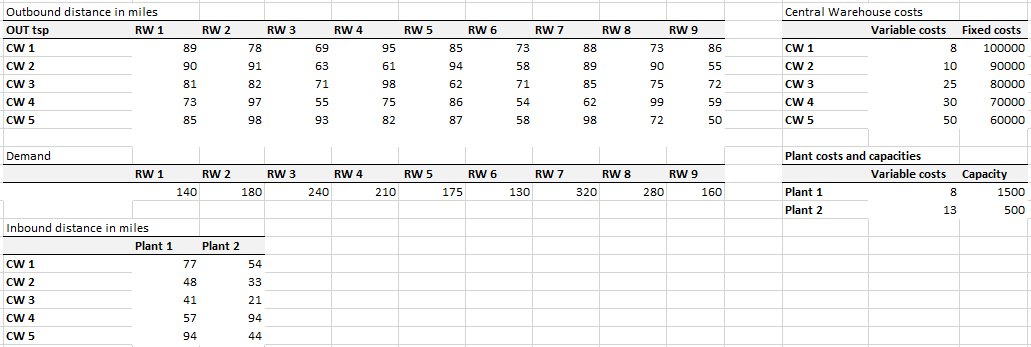 Outbound distance in miles Central Warehouse costs
OUT tsp RW 1 RW 2 RW 3 RW 4 RW 5 RW 6 RW 7 RW 8 RW 9 Variable costs Fixed costs
CW 1 89 78 69 95 85 73 88 73 86 CW 1 8 100000
CW 2 90 91 63 61 94 58 89 90 55 CW 2 10 90000
CW 3 81 82 71 98 62 71 85 75 72 CW 3 25 80000
CW 4 73 97 55 75 86 54 62 99 59 CW 4 30 70000
CW 5 85 98 93 82 87 58 98 72 50 CW 5 50 60000
Demand Plant costs and capacities
RW 1 RW 2 RW 3 RW 4 RW 5 RW 6 RW 7 RW 8 RW 9 Variable costs Capacity
140 180 240 210 175 130 320 280 160 Plant 1 8 1500
Plant 2 13 500
Inbound distance in miles
Plant 1 Plant 2
CW 1 77 54
CW 2 48 33
CW 3 41 21
CW 4 57 94
CW 5 94 44